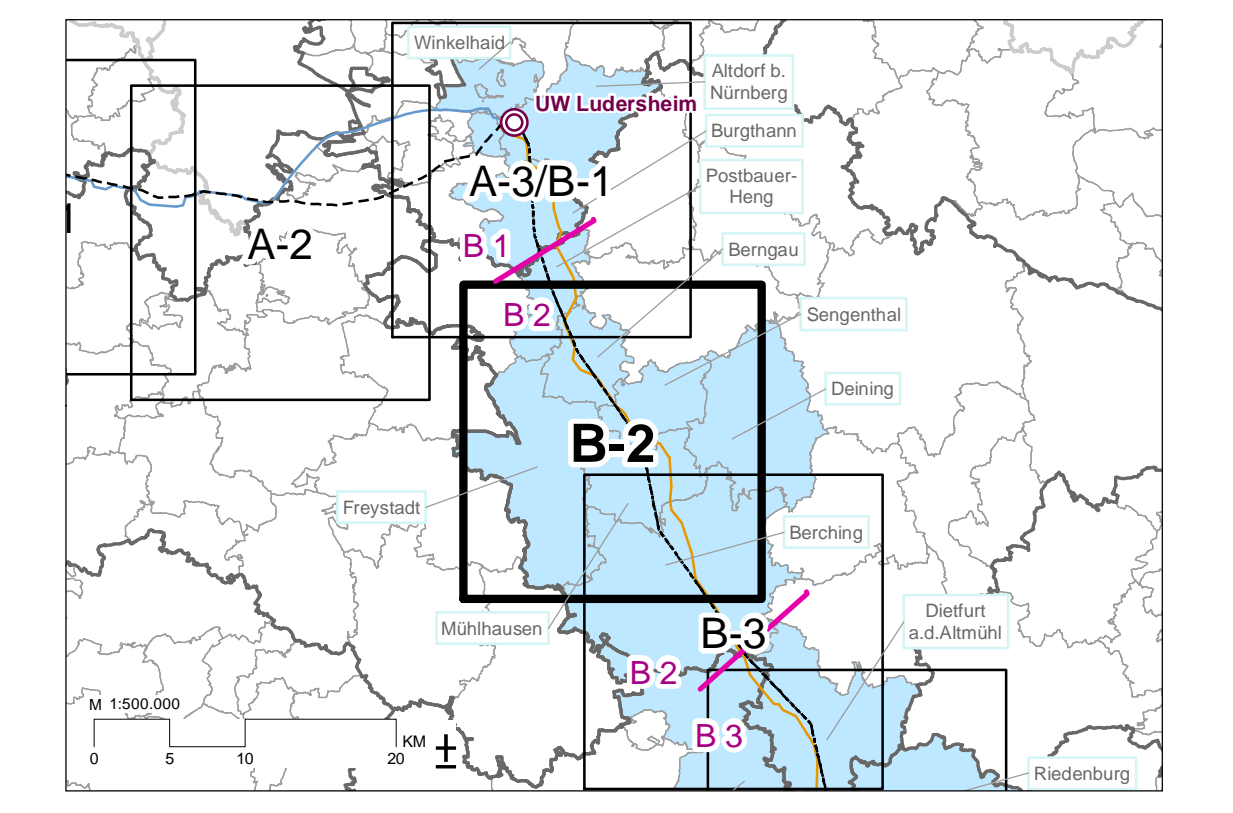 Winkelhaid
Altdorf b.
Nürnberg
UW Ludersheim
Burgthann
A-3/B-1
Postbauer-
Heng
A-2
B 1
Berngau
B 2
Sengenthal
Deining
B-2
Freystadt
Berching
Mühlhausen
Dietfurt
a.d.Altmühl
B-3
B 2
B 3
M 1:500.000
KM
0 5 10 20
Riedenburg